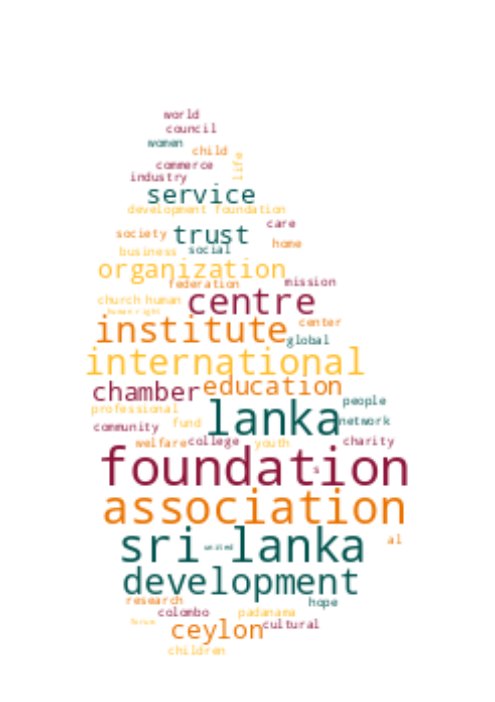 world
council
women
child
life
commerce
industry
service
development foundation
care
society trust
home
business social
organization
federation mission
church human centre
human right
institute center
global
international
chamber education
people
professional lanka
network
community fund
welfare college youth charity
foundation
s
association
sri lanka
united
al
development
research hope
colombo padanama
forum ceylon cultural
children